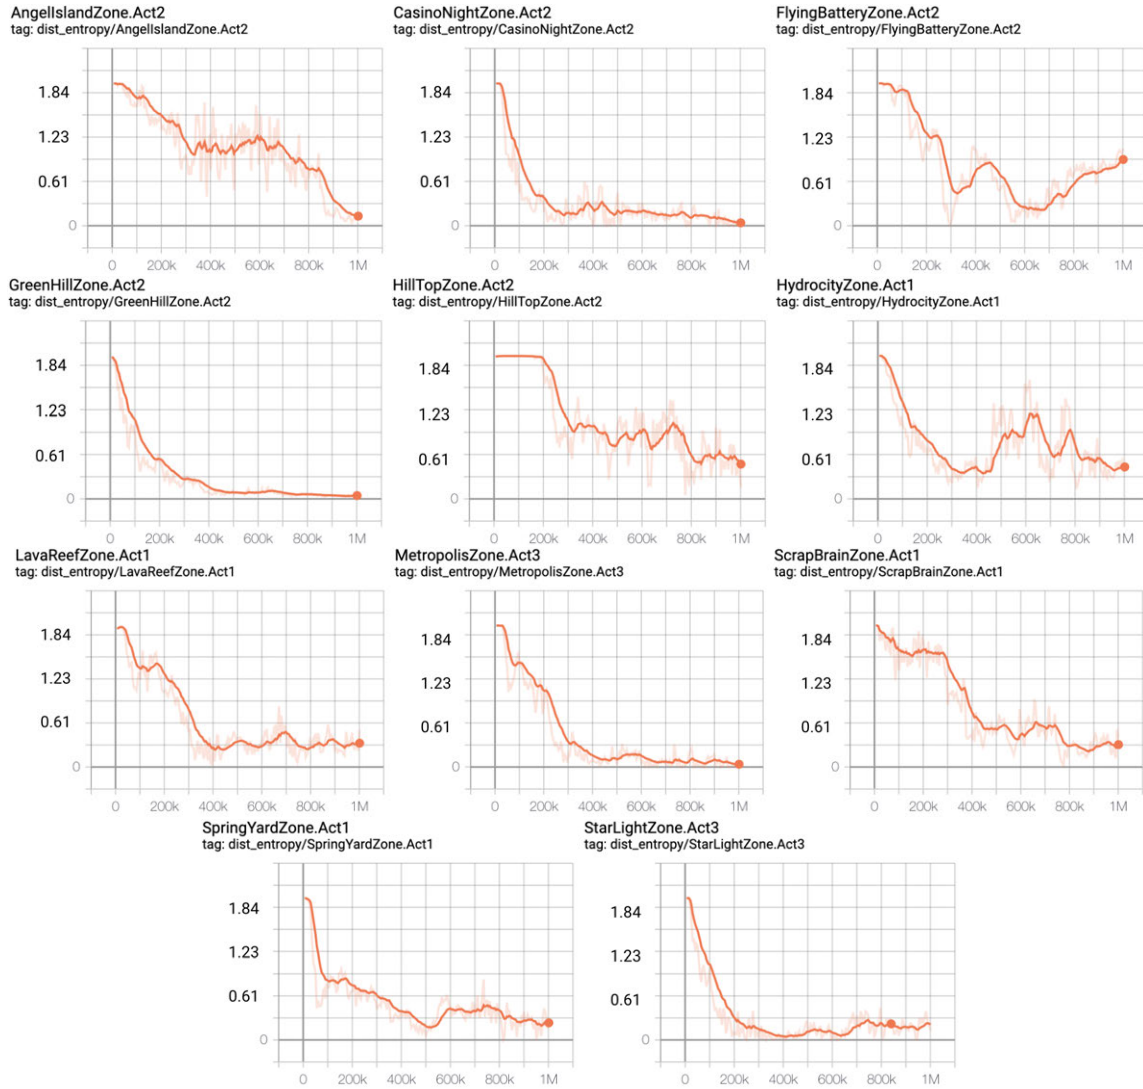 AngelIslandZone.Act2
tag: dist_entropy/AngelIslandZone.Act2
1.84
1.23
0.61
0
0 200k 400k 600k 800k 1M
CasinoNightZone.Act2
tag: dist_entropy/CasinoNightZone.Act2
1.84
1.23
0.61
0
0 200k 400k 600k 800k 1M
FlyingBatteryZone.Act2
tag: dist_entropy/FlyingBatteryZone.Act2
1.84
1.23
0.61
0
0 200k 400k 600k 800k 1M
GreenHillZone.Act2
tag: dist_entropy/GreenHillZone.Act2
1.84
1.23
0.61
0
0 200k 400k 600k 800k 1M
HillTopZone.Act2
tag: dist_entropy/HillTopZone.Act2
1.84
1.23
0.61
0
0 200k 400k 600k 800k 1M
HydrocityZone.Act1
tag: dist_entropy/HydrocityZone.Act1
1.84
1.23
0.61
0
0 200k 400k 600k 800k 1M
LavaReefZone.Act1
tag: dist_entropy/LavaReefZone.Act1
1.84
1.23
0.61
0
0 200k 400k 600k 800k 1M
MetropolisZone.Act3
tag: dist_entropy/MetropolisZone.Act3
1.84
1.23
0.61
0
0 200k 400k 600k 800k 1M
ScrapBrainZone.Act1
tag: dist_entropy/ScrapBrainZone.Act1
1.84
1.23
0.61
0
0 200k 400k 600k 800k 1M
SpringYardZone.Act1
tag: dist_entropy/SpringYardZone.Act1
1.84
1.23
0.61
0
0 200k 400k 600k 800k 1M
StarLightZone.Act3
tag: dist_entropy/StarLightZone.Act3
1.84
1.23
0.61
0
0 200k 400k 600k 800k 1M